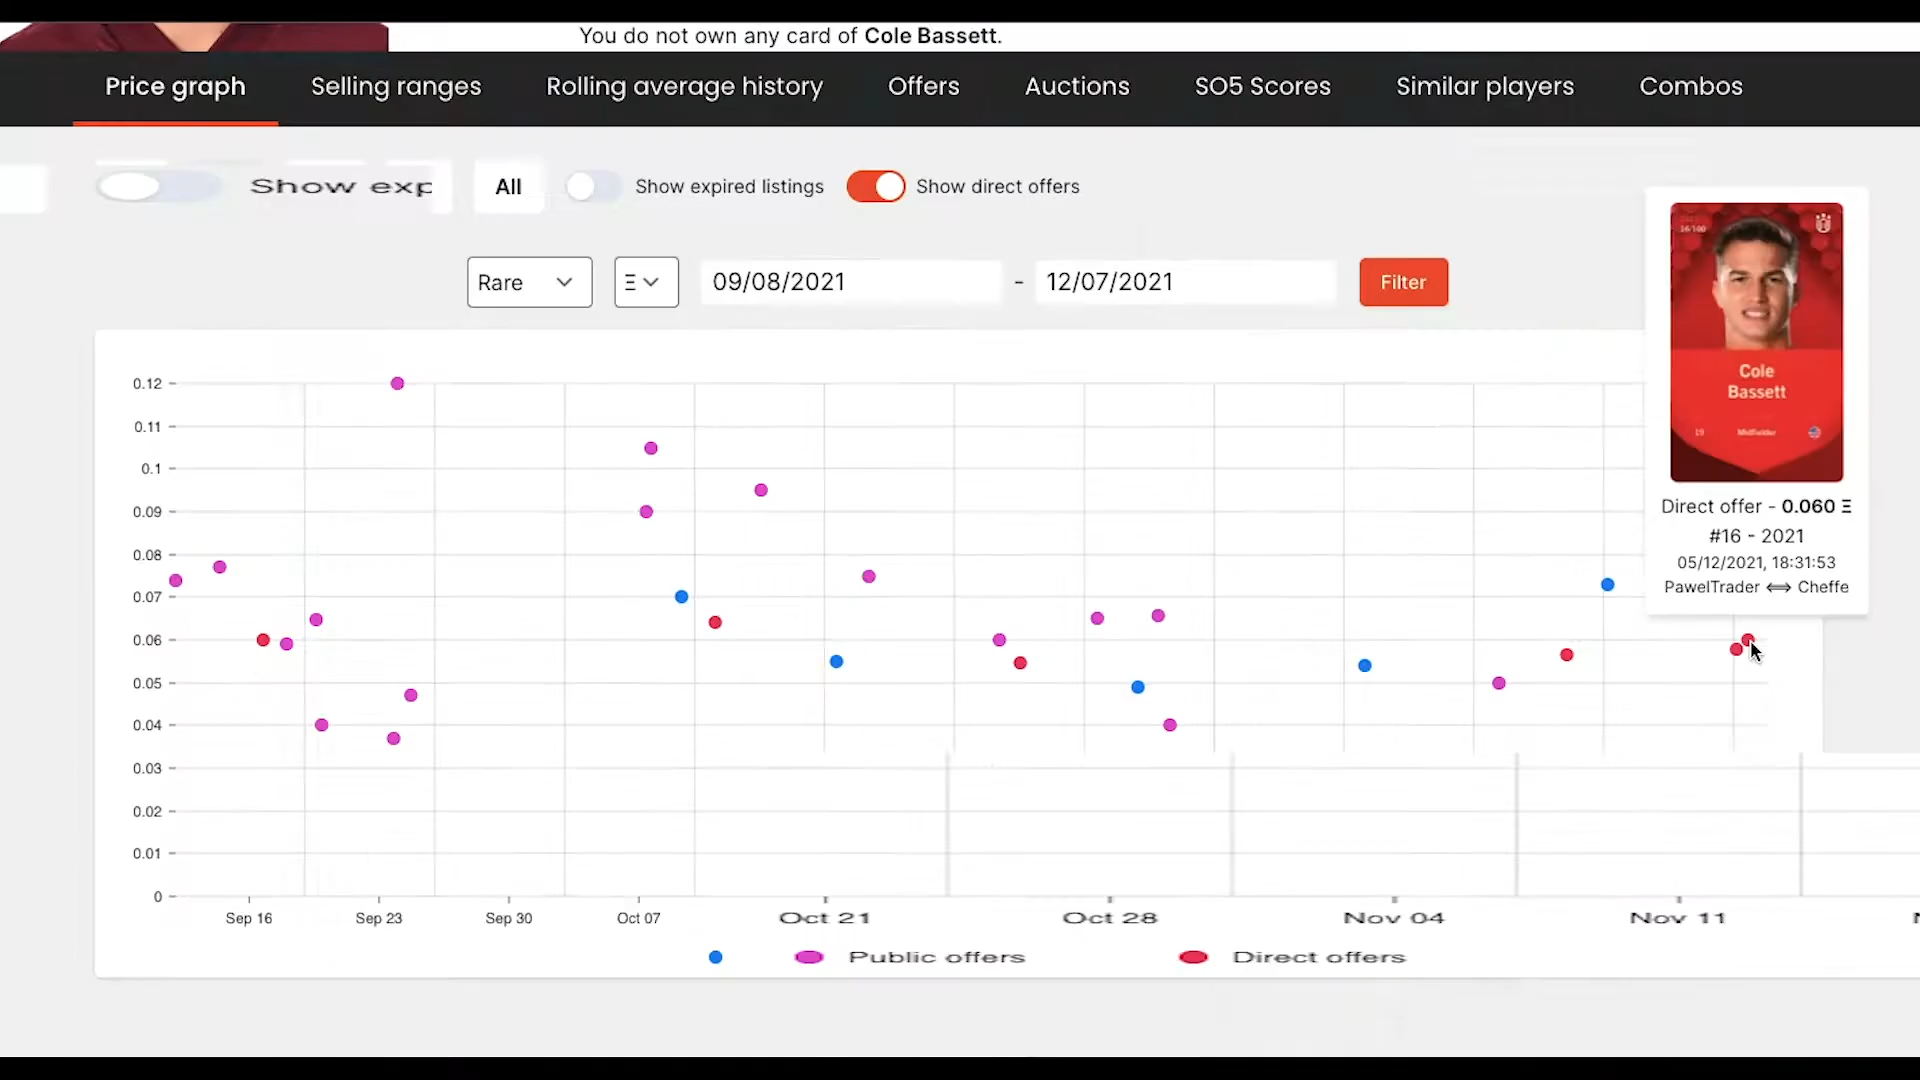 You do not own any card of Cole Bassett.
Price graph Selling ranges Rolling average history Offers Auctions SO5 Scores Similar players Combos
Show exp All Show expired listings Show direct offers
Rare Ξ 09/08/2021 - 12/07/2021 Filter
16/100
Cole
Bassett
19 Midfielder
Direct offer - 0.060 Ξ
#16 - 2021
05/12/2021, 18:31:53
PawelTrader ⟺ Cheffe
0.12
0.11
0.1
0.09
0.08
0.07
0.06
0.05
0.04
0.03
0.02
0.01
0
Sep 16 Sep 23 Sep 30 Oct 07 Oct 21 Oct 28 Nov 04 Nov 11
Public offers Direct offers